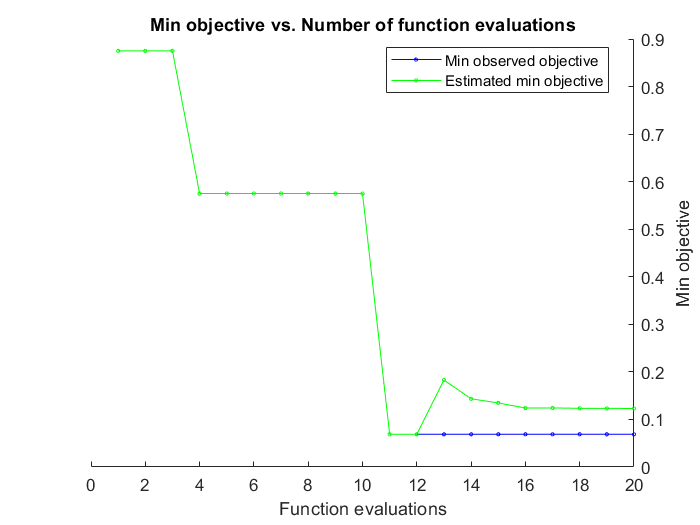 Min objective vs. Number of function evaluations
Min observed objective
Estimated min objective
0.9
0.8
0.7
0.6
0.5
0.4
0.3
0.2
0.1
0
Min objective
0 2 4 6 8 10 12 14 16 18 20
Function evaluations